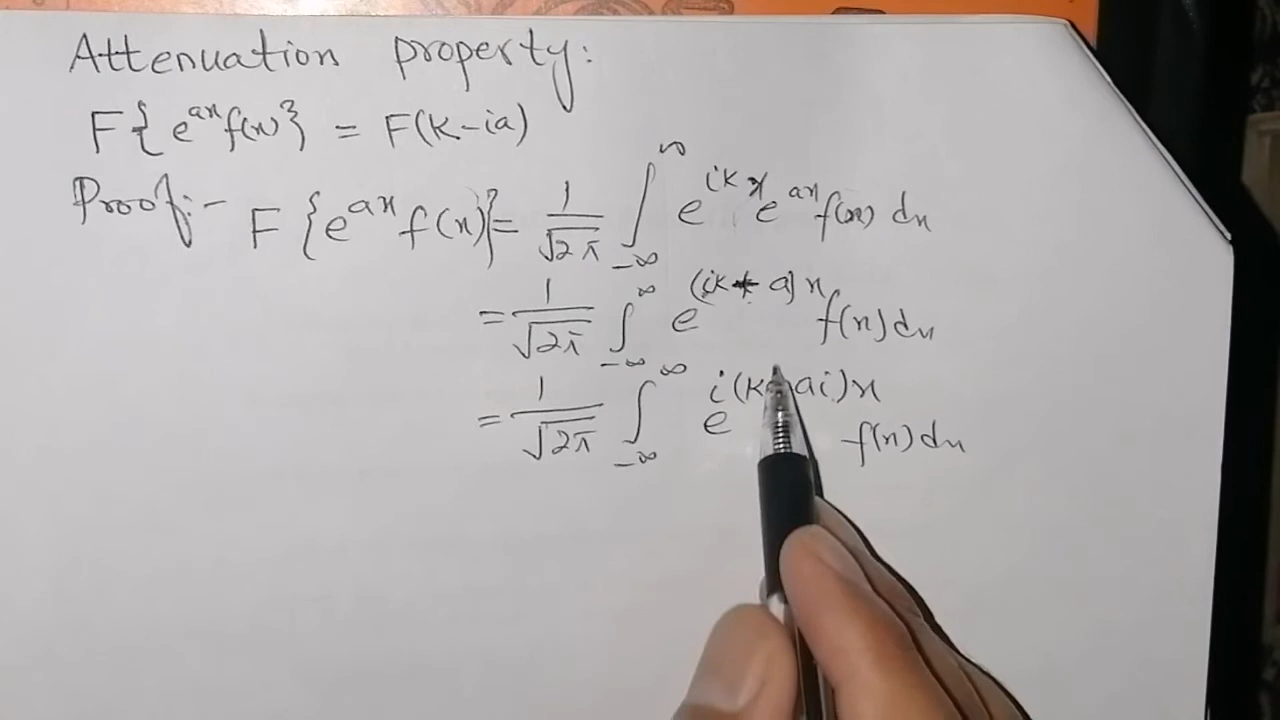 Attenuation property:
F{e^{ax} f(x)} = F(k-ia)
Proof:- F{e^{ax} f(x)} = 1/√2π ∫_{-∞}^{∞} e^{ikx} e^{ax} f(x) dx
= 1/√2π ∫_{-∞}^{∞} e^{(ik+a)x} f(x) dx
= 1/√2π ∫_{-∞}^{∞} e^{i(k ai)x} f(x) dx